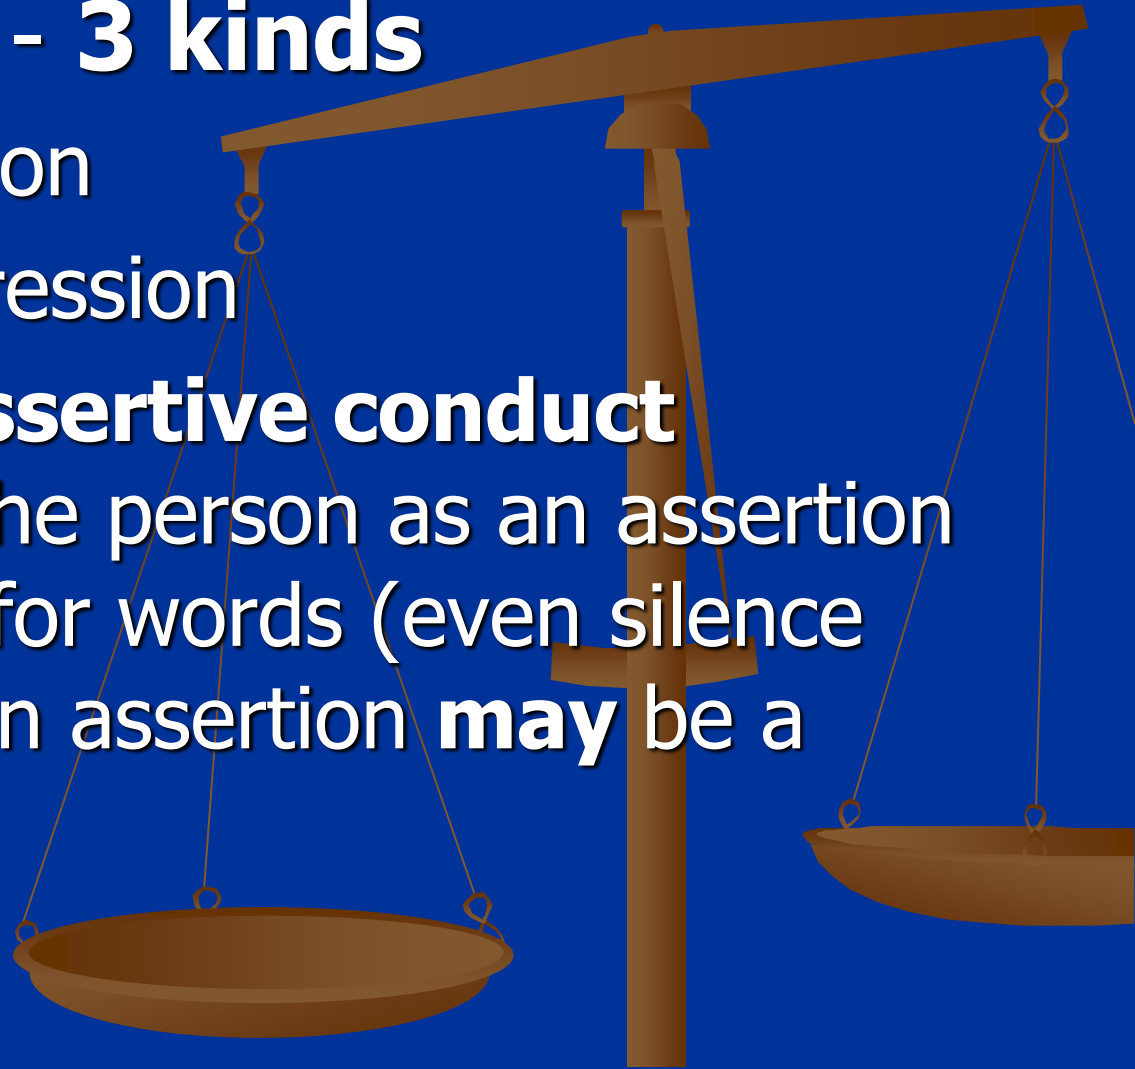 - 3 kinds
on
ression
ssertive conduct
he person as an assertion
for words (even silence
n assertion may be a